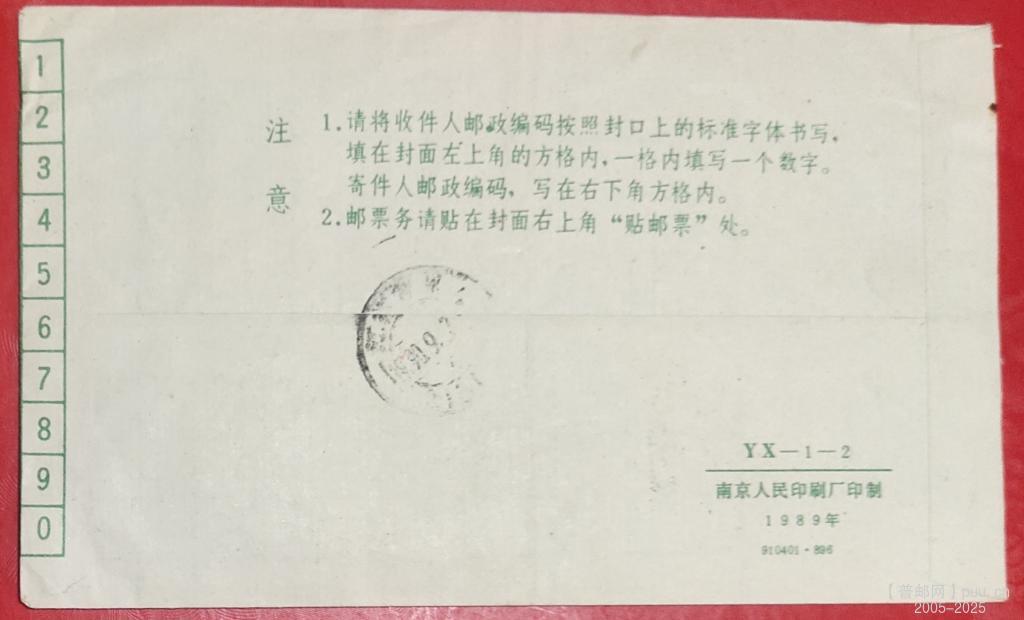 1
2
3
4
5
6
7
8
9
0
注意
1.请将收件人邮政编码按照封口上的标准字体书写,
填在封面左上角的方格内,一格内填写一个数字。
寄件人邮政编码,写在右下角方格内。
2.邮票务请贴在封面右上角“贴邮票”处。
YX—1—2
南京人民印刷厂印制
1989年
910401·896
【普邮网】puu.cn
2005-2025